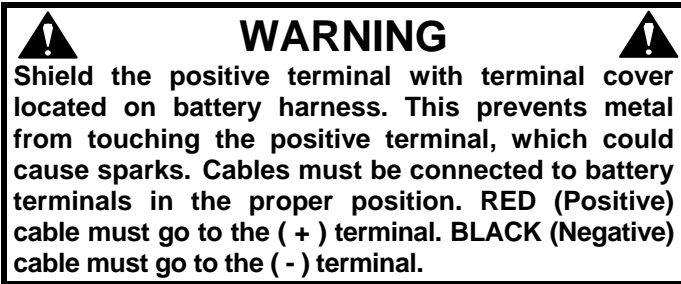 WARNING
Shield the positive terminal with terminal cover
located on battery harness. This prevents metal
from touching the positive terminal, which could
cause sparks. Cables must be connected to battery
terminals in the proper position. RED (Positive)
cable must go to the ( + ) terminal. BLACK (Negative)
cable must go to the ( - ) terminal.